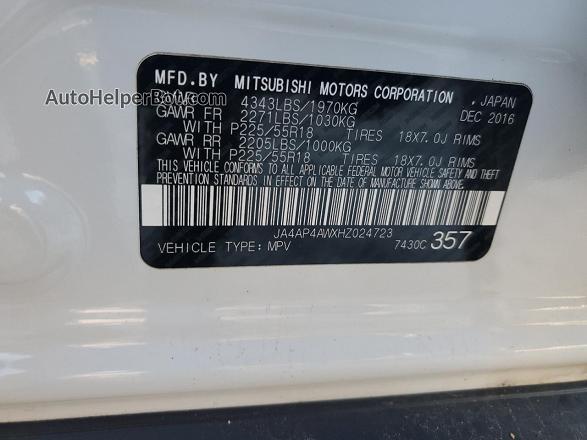 MFD.BY MITSUBISHI MOTORS CORPORATION , JAPAN
AutoHelperBot.com
GVWR 4343LBS/1970KG DEC 2016
GAWR FR 2271LBS/1030KG
WITH P225/55R18 TIRES 18X7.0J RIMS
GAWR RR 2205LBS/1000KG
WITH P225/55R18 TIRES 18X7.0J RIMS
THIS VEHICLE CONFORMS TO ALL APPLICABLE FEDERAL MOTOR VEHICLE SAFETY AND THEFT
PREVENTION STANDARDS IN EFFECT ON THE DATE OF MANUFACTURE SHOWN ABOVE.
JA4AP4AWXHZ024723
VEHICLE TYPE: MPV 7430C 357